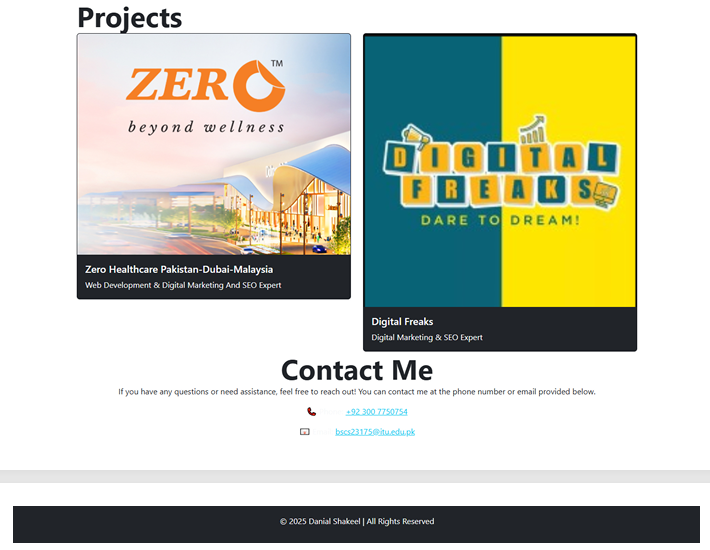 Projects
ZERO TM
beyond wellness
Zero Healthcare Pakistan-Dubai-Malaysia
Web Development & Digital Marketing And SEO Expert
DIGITAL
FREAKS
DARE TO DREAM!
Digital Freaks
Digital Marketing & SEO Expert
Contact Me
If you have any questions or need assistance, feel free to reach out! You can contact me at the phone number or email provided below.
+92 300 7750754
bscs23175@itu.edu.pk
© 2025 Danial Shakeel | All Rights Reserved